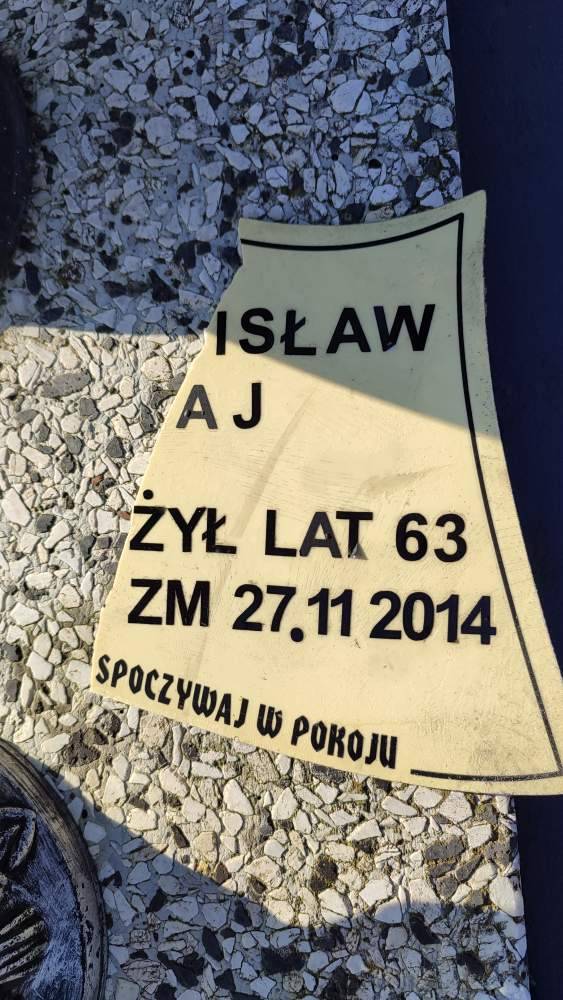 ISŁAW
AJ
ŻYŁ LAT 63
ZM 27.11 2014
SPOCZYWAJ W POKOJU